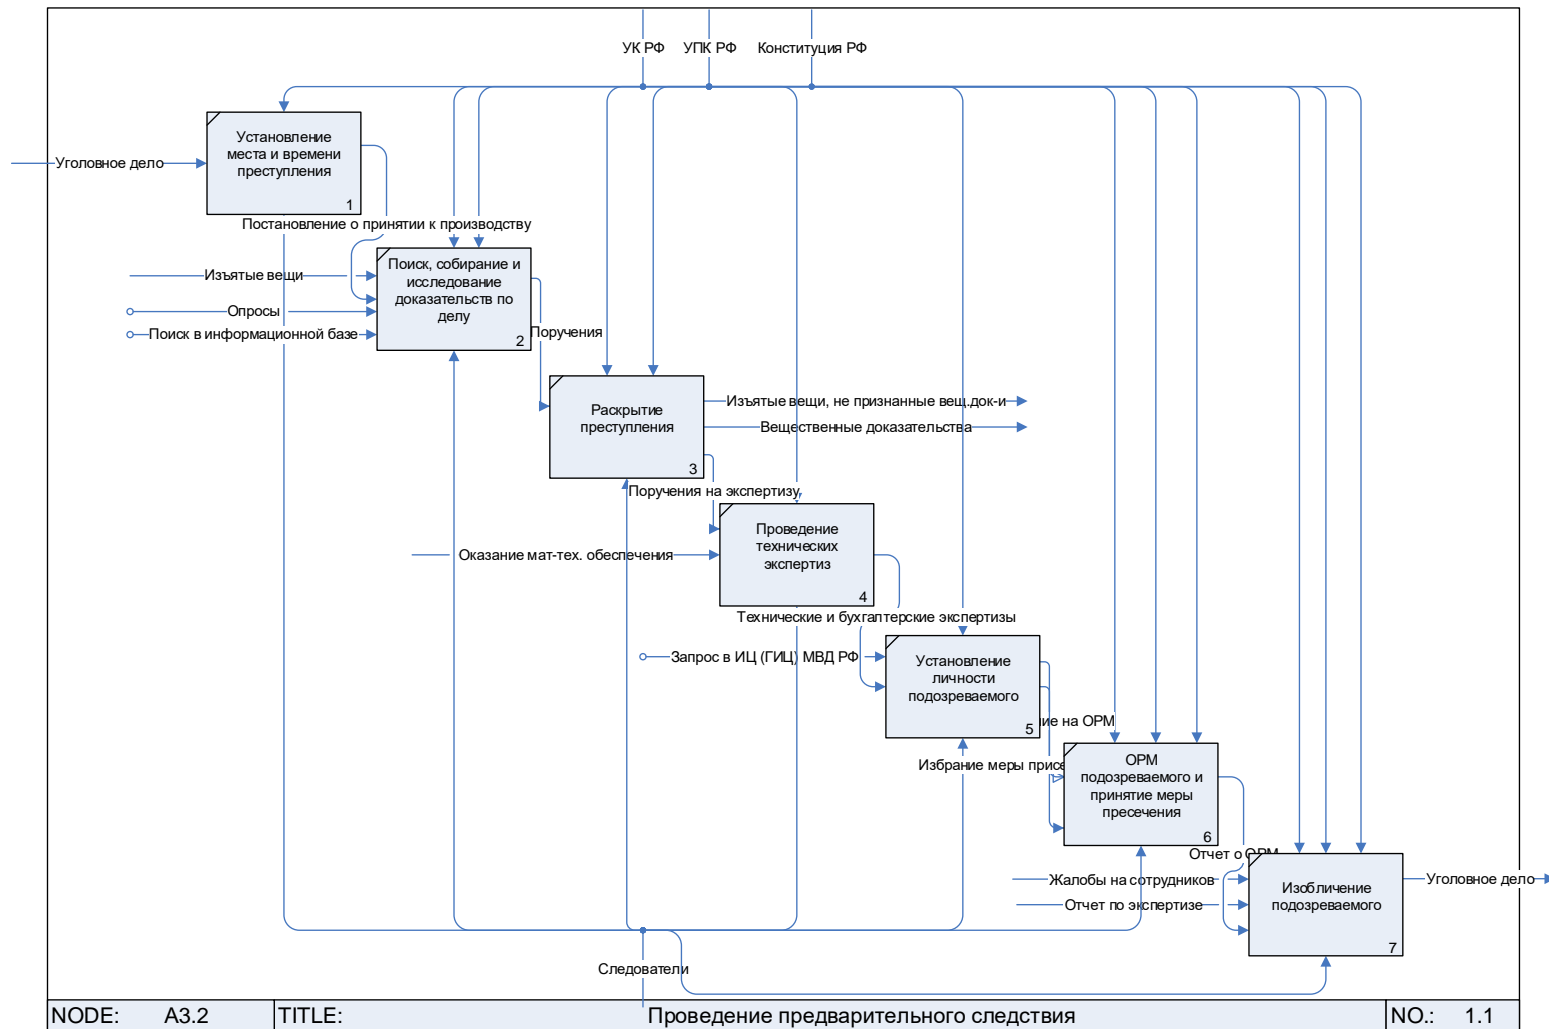 УК РФ
УПК РФ
Конституция РФ
Установление
места и времени
преступления
1
Уголовное дело
Постановление о принятии к производству
Поиск, собирание и
исследование
доказательств по
делу
2
Изъятые вещи
Опросы
Поиск в информационной базе
Поручения
Раскрытие
преступления
3
Изъятые вещи, не признанные вещ.док-и
Вещественные доказательства
Поручения на экспертизу
Проведение
технических
экспертиз
4
Оказание мат-тех. обеспечения
Технические и бухгалтерские экспертизы
Запрос в ИЦ (ГИЦ) МВД РФ
Установление
личности
подозреваемого
5
на ОРМ
Избрание меры
ОРМ
подозреваемого и
принятие меры
пресечения
6
Отчет о ОРМ
Жалобы на сотрудников
Отчет по экспертизе
Изобличение
подозреваемого
7
Уголовное дело
Следователи
NODE: A3.2
TITLE: Проведение предварительного следствия
NO.: 1.1